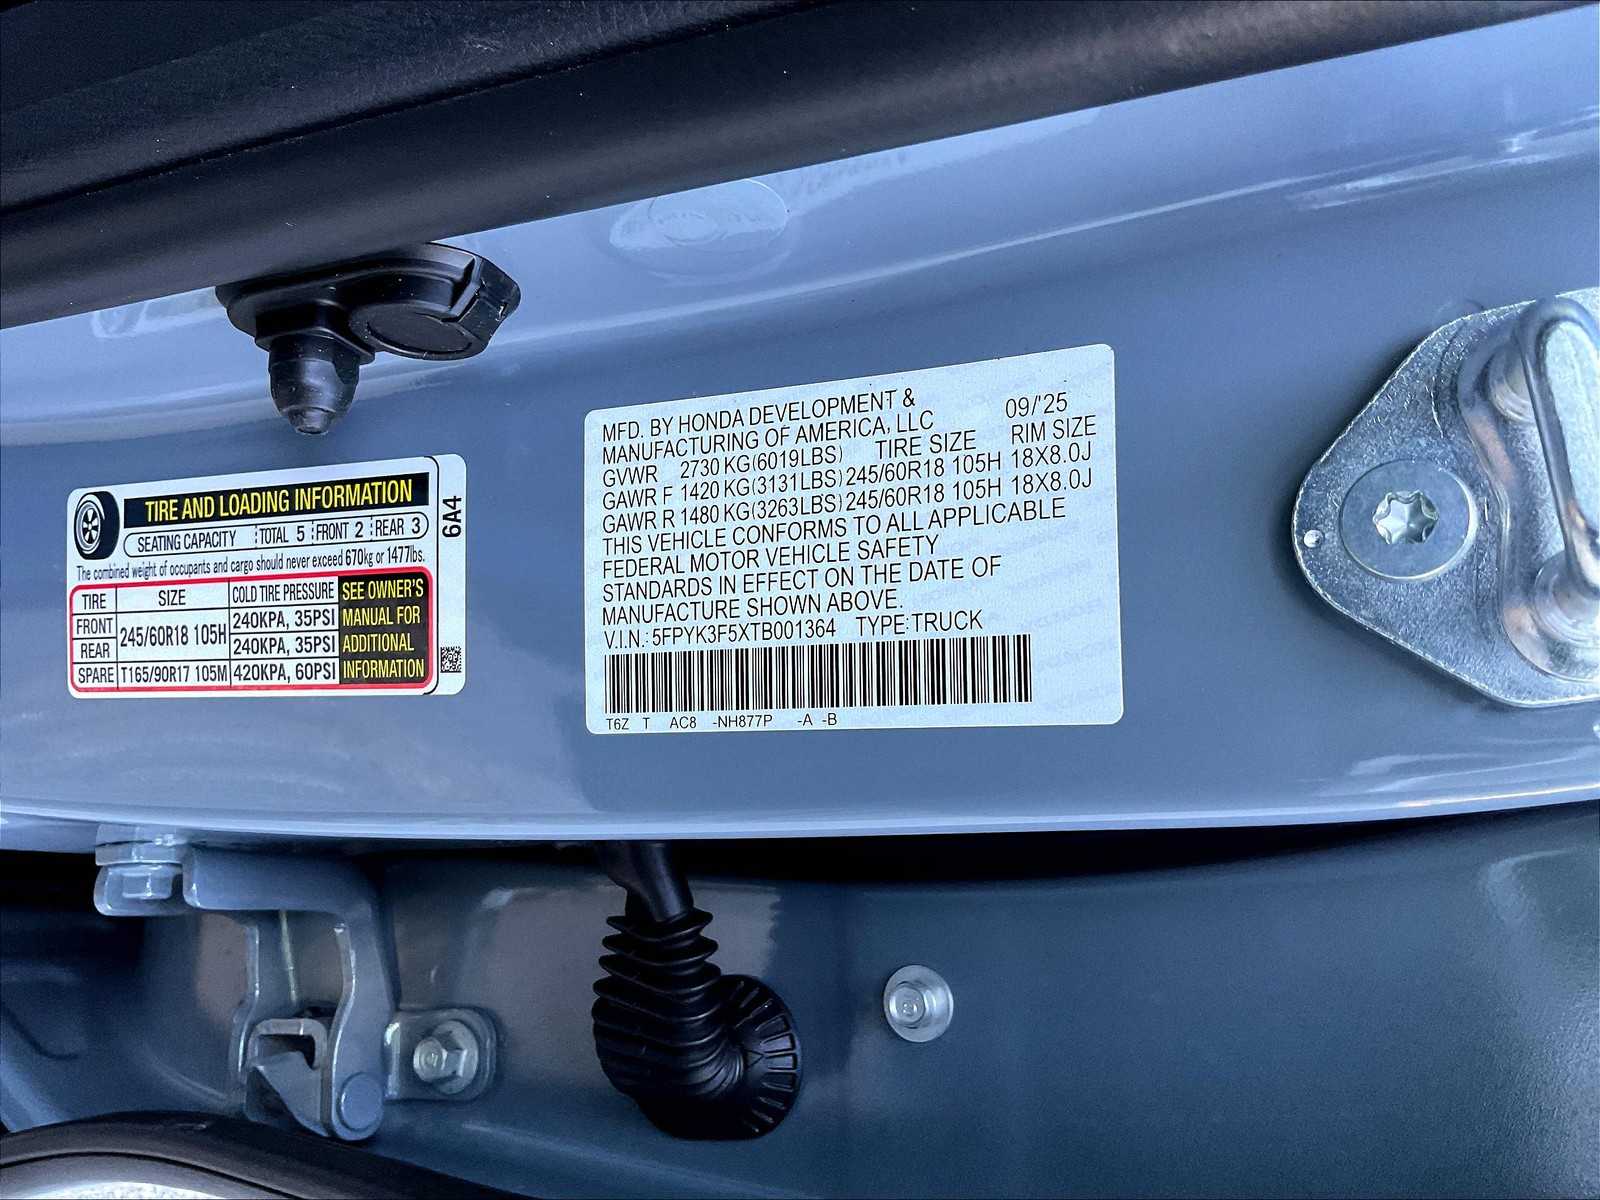 TIRE AND LOADING INFORMATION
SEATING CAPACITY TOTAL 5 FRONT 2 REAR 3
The combined weight of occupants and cargo should never exceed 670kg or 1477lbs.
TIRE SIZE COLD TIRE PRESSURE
FRONT 245/60R18 105H 240KPA, 35PSI
REAR 240KPA, 35PSI
SPARE T165/90R17 105M 420KPA, 60PSI
SEE OWNER'S
MANUAL FOR
ADDITIONAL
INFORMATION
6A4
MFD. BY HONDA DEVELOPMENT &
MANUFACTURING OF AMERICA, LLC 09/'25
GVWR 2730 KG(6019LBS) TIRE SIZE RIM SIZE
GAWR F 1420 KG(3131LBS) 245/60R18 105H 18X8.0J
GAWR R 1480 KG(3263LBS) 245/60R18 105H 18X8.0J
THIS VEHICLE CONFORMS TO ALL APPLICABLE
FEDERAL MOTOR VEHICLE SAFETY
STANDARDS IN EFFECT ON THE DATE OF
MANUFACTURE SHOWN ABOVE.
V.I.N.: 5FPYK3F5XTB001364 TYPE:TRUCK
T6Z T AC8 -NH877P -A -B